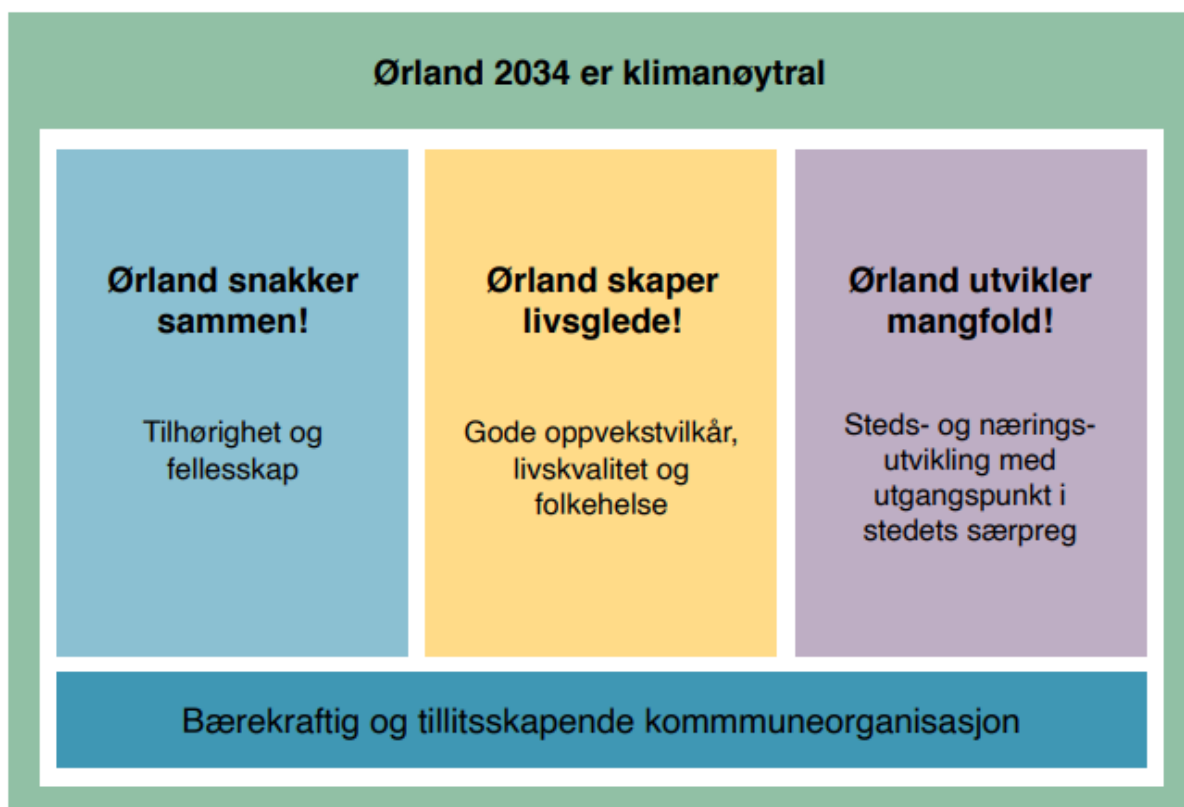 Ørland 2034 er klimanøytral
Ørland snakker
sammen!
Tilhørighet og
fellesskap
Ørland skaper
livsglede!
Gode oppvekstvilkår,
livskvalitet og
folkehelse
Ørland utvikler
mangfold!
Steds- og nærings-
utvikling med
utgangspunkt i
stedets særpreg
Bærekraftig og tillitsskapende kommmuneorganisasjon